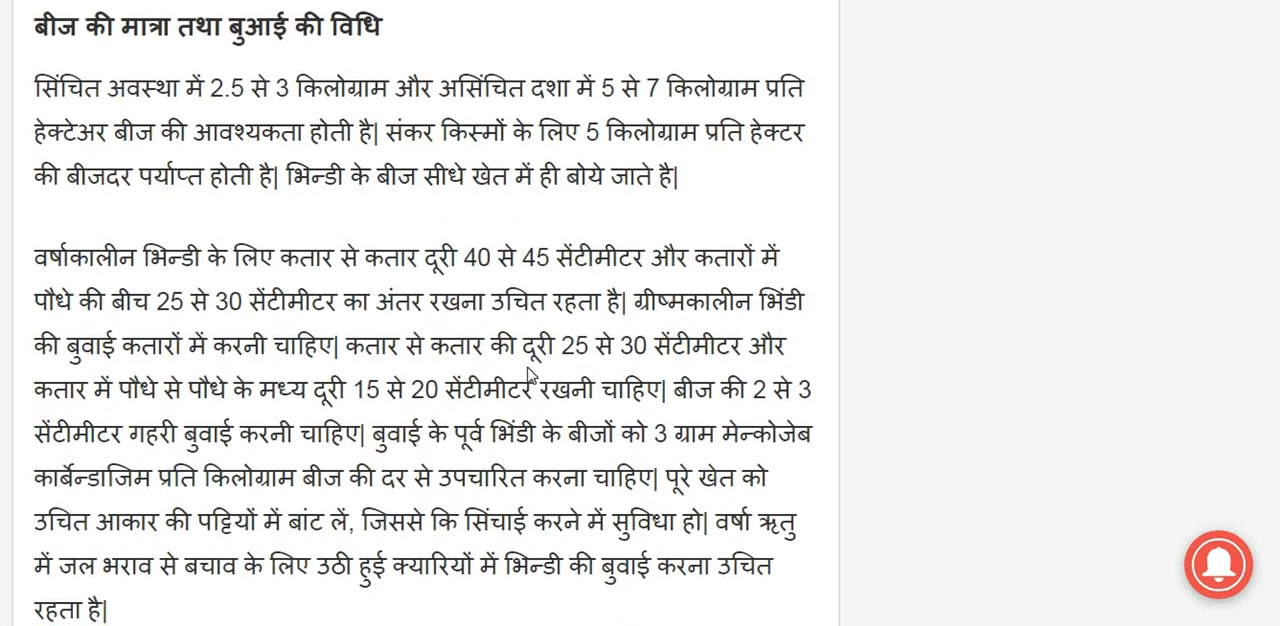 बीज की मात्रा तथा बुआई की विधि
सिंचित अवस्था में 2.5 से 3 किलोग्राम और असिंचित दशा में 5 से 7 किलोग्राम प्रति
हेक्टेअर बीज की आवश्यकता होती है| संकर किस्मों के लिए 5 किलोग्राम प्रति हेक्टर
की बीजदर पर्याप्त होती है| भिन्डी के बीज सीधे खेत में ही बोये जाते है|
वर्षाकालीन भिन्डी के लिए कतार से कतार दूरी 40 से 45 सेंटीमीटर और कतारों में
पौधे की बीच 25 से 30 सेंटीमीटर का अंतर रखना उचित रहता है| ग्रीष्मकालीन भिंडी
की बुवाई कतारों में करनी चाहिए| कतार से कतार की दूरी 25 से 30 सेंटीमीटर और
कतार में पौधे से पौधे के मध्य दूरी 15 से 20 सेंटीमीटर रखनी चाहिए| बीज की 2 से 3
सेंटीमीटर गहरी बुवाई करनी चाहिए| बुवाई के पूर्व भिंडी के बीजों को 3 ग्राम मेन्कोजेब
कार्बेन्डाजिम प्रति किलोग्राम बीज की दर से उपचारित करना चाहिए| पूरे खेत को
उचित आकार की पट्टियों में बांट लें, जिससे कि सिंचाई करने में सुविधा हो| वर्षा ऋतु
में जल भराव से बचाव के लिए उठी हुई क्यारियों में भिन्डी की बुवाई करना उचित
रहता है|